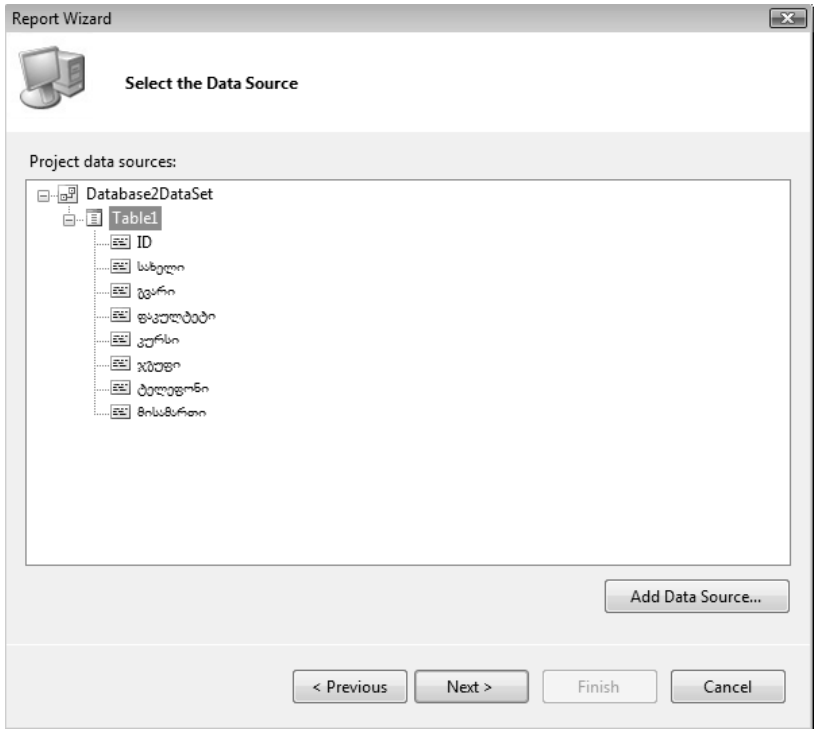 Report Wizard
Select the Data Source
Project data sources:
Database2DataSet
Table1
ID
სახელი
გვარი
ფაკულტეტი
კურსი
ჯგუფი
ტელეფონი
მისამართი
Add Data Source...
< Previous Next > Finish Cancel